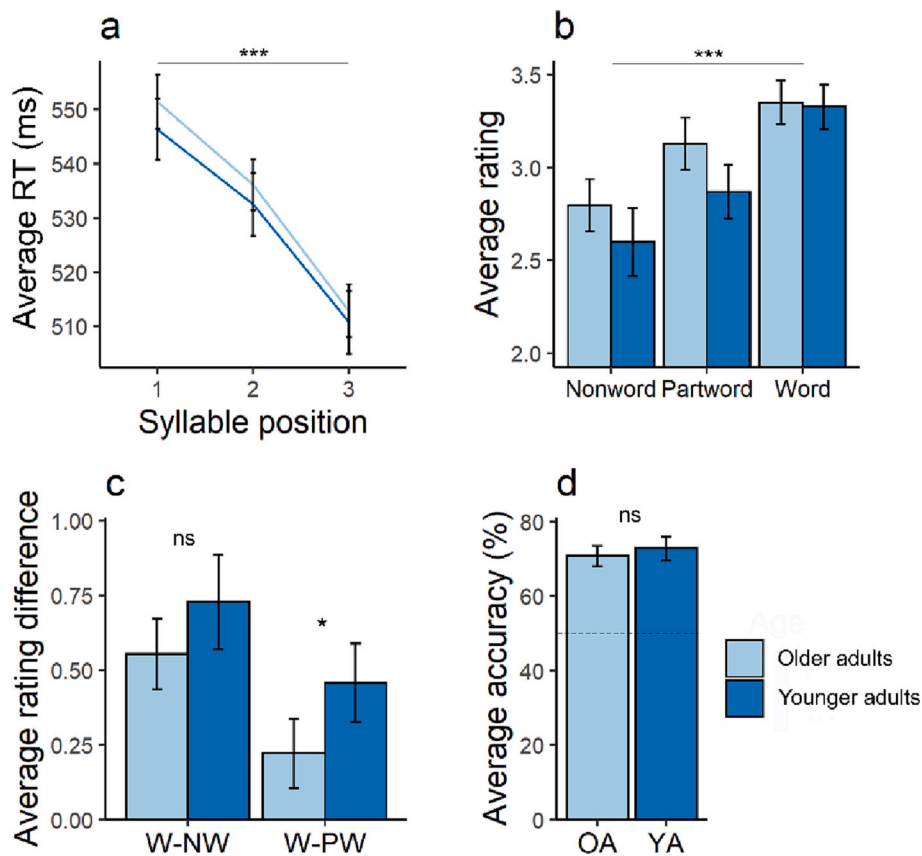 a
***
Average RT (ms)
550
540
530
520
510
1 2 3
Syllable position
b
***
Average rating
3.5
3.0
2.5
2.0
Nonword Partword Word
c
Average rating difference
1.00
0.75
0.50
0.25
0.00
ns
*
W-NW W-PW
d
Average accuracy (%)
80
60
40
20
0
ns
OA YA
Age
Older adults
Younger adults